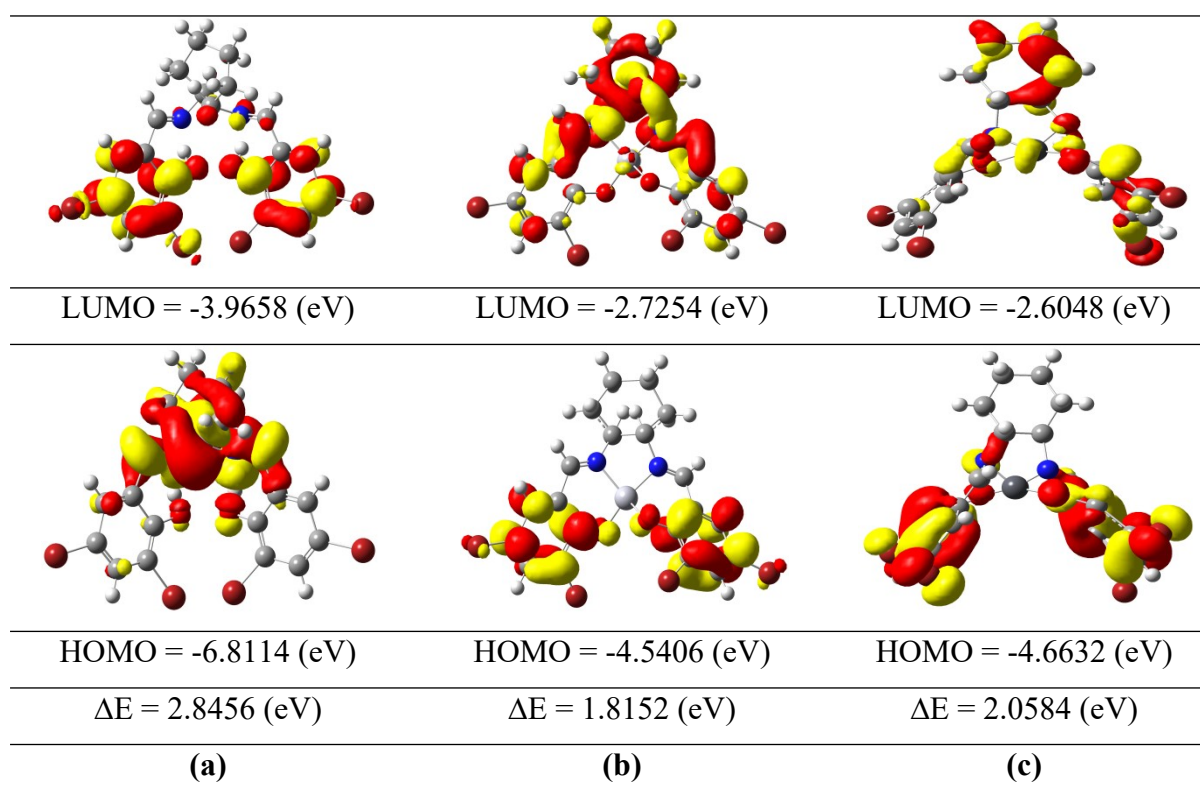 LUMO = -3.9658 (eV) LUMO = -2.7254 (eV) LUMO = -2.6048 (eV)
HOMO = -6.8114 (eV) HOMO = -4.5406 (eV) HOMO = -4.6632 (eV)
ΔE = 2.8456 (eV) ΔE = 1.8152 (eV) ΔE = 2.0584 (eV)
(a) (b) (c)